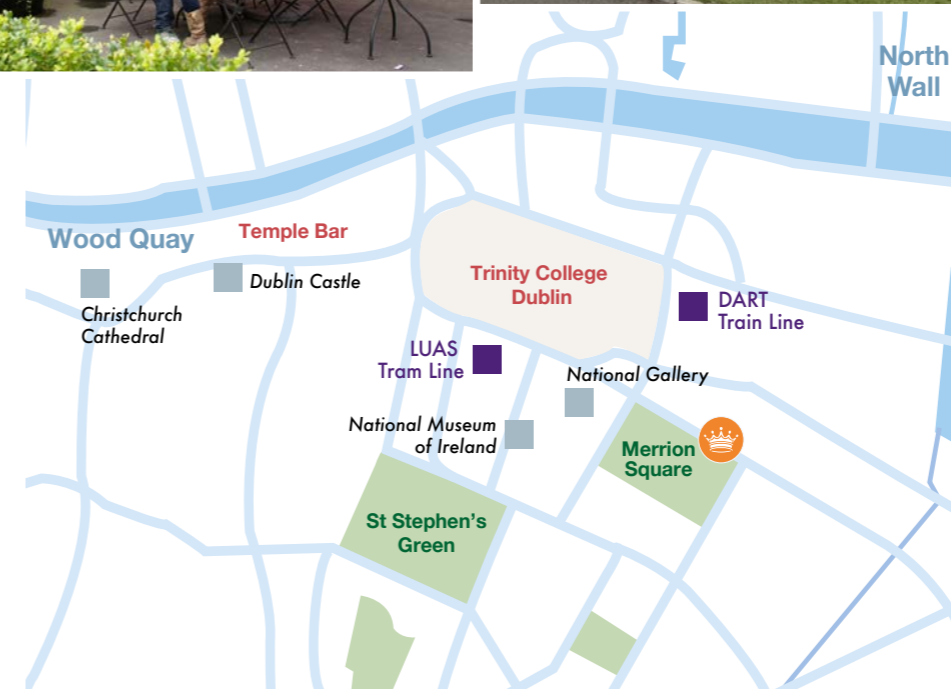 North
Wall
Wood Quay
Temple Bar
Dublin Castle
Christchurch
Cathedral
Trinity College
Dublin
DART
Train Line
LUAS
Tram Line
National Gallery
National Museum
of Ireland
Merrion
Square
St Stephen's
Green